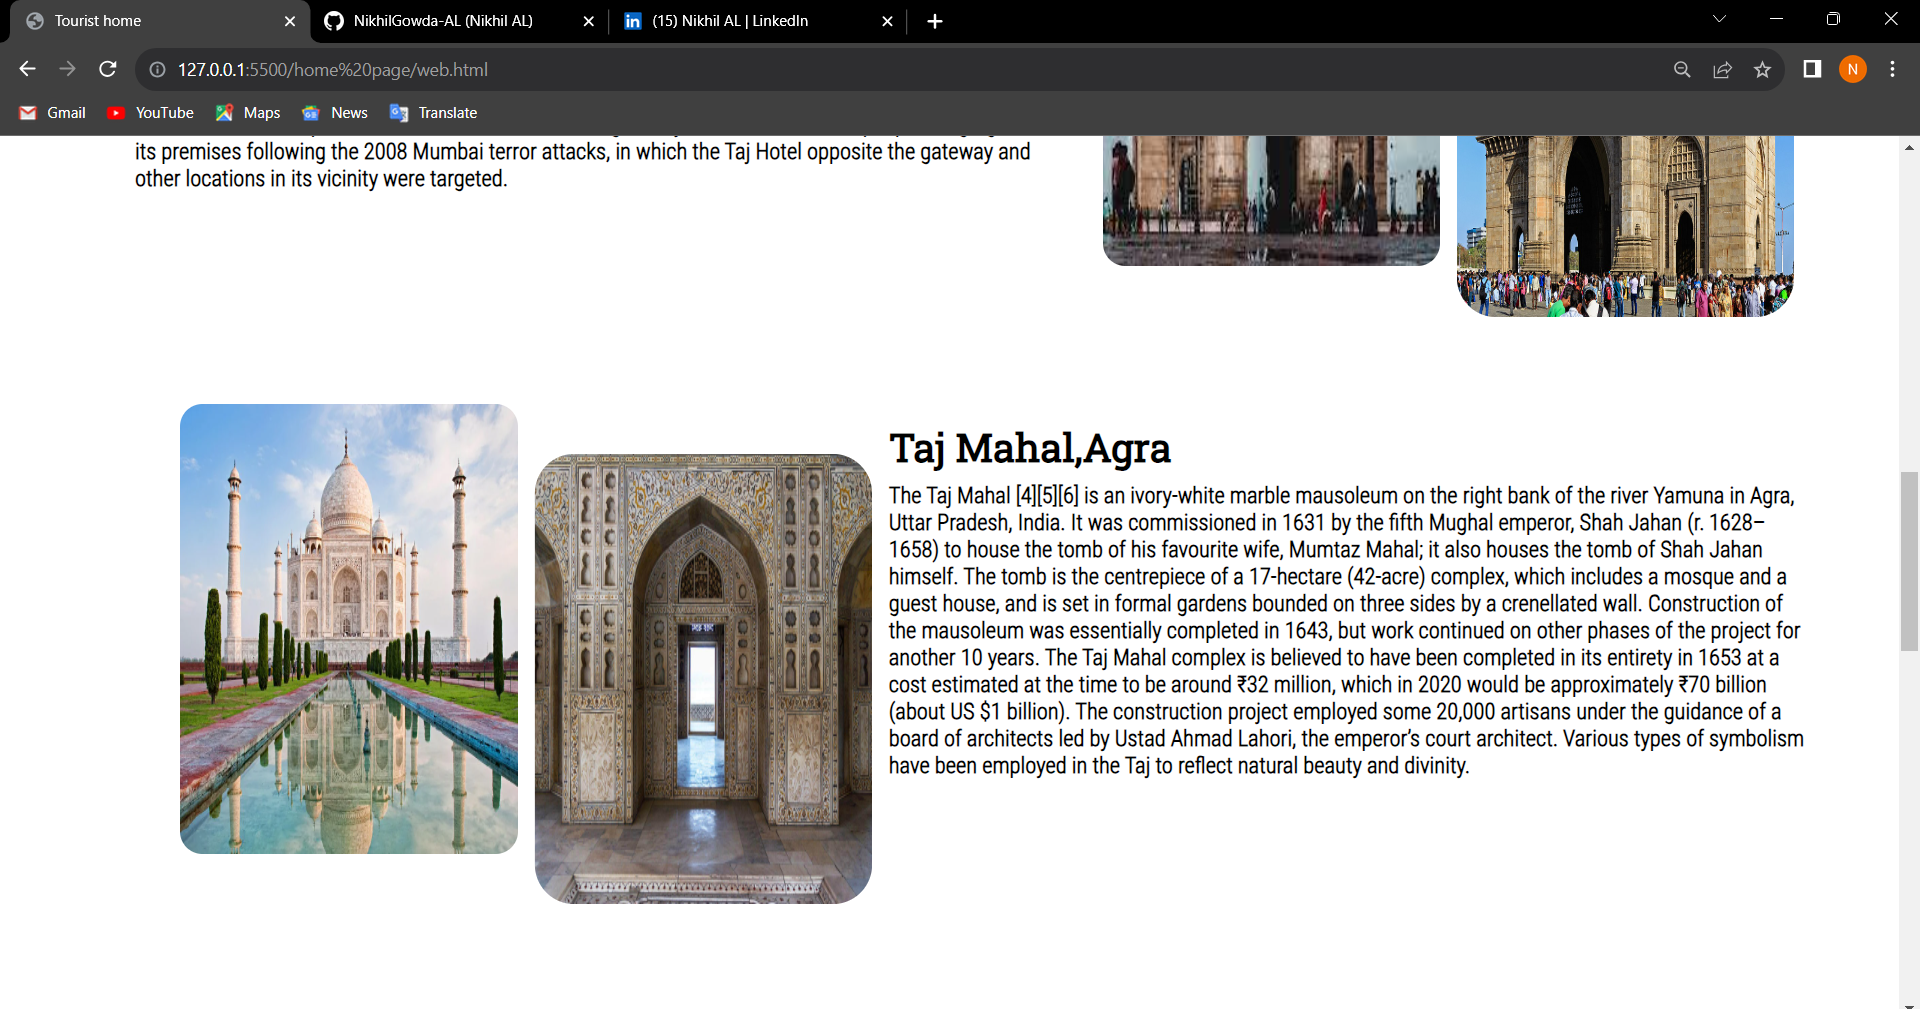 Tourist home
NikhilGowda-AL (Nikhil AL)
(15) Nikhil AL | LinkedIn
127.0.0.1:5500/home%20page/web.html
N
Gmail
YouTube
Maps
News
Translate
its premises following the 2008 Mumbai terror attacks, in which the Taj Hotel opposite the gateway and
other locations in its vicinity were targeted.
Taj Mahal,Agra
The Taj Mahal [4][5][6] is an ivory-white marble mausoleum on the right bank of the river Yamuna in Agra,
Uttar Pradesh, India. It was commissioned in 1631 by the fifth Mughal emperor, Shah Jahan (r. 1628–
1658) to house the tomb of his favourite wife, Mumtaz Mahal; it also houses the tomb of Shah Jahan
himself. The tomb is the centrepiece of a 17-hectare (42-acre) complex, which includes a mosque and a
guest house, and is set in formal gardens bounded on three sides by a crenellated wall. Construction of
the mausoleum was essentially completed in 1643, but work continued on other phases of the project for
another 10 years. The Taj Mahal complex is believed to have been completed in its entirety in 1653 at a
cost estimated at the time to be around ₹32 million, which in 2020 would be approximately ₹70 billion
(about US $1 billion). The construction project employed some 20,000 artisans under the guidance of a
board of architects led by Ustad Ahmad Lahori, the emperor’s court architect. Various types of symbolism
have been employed in the Taj to reflect natural beauty and divinity.